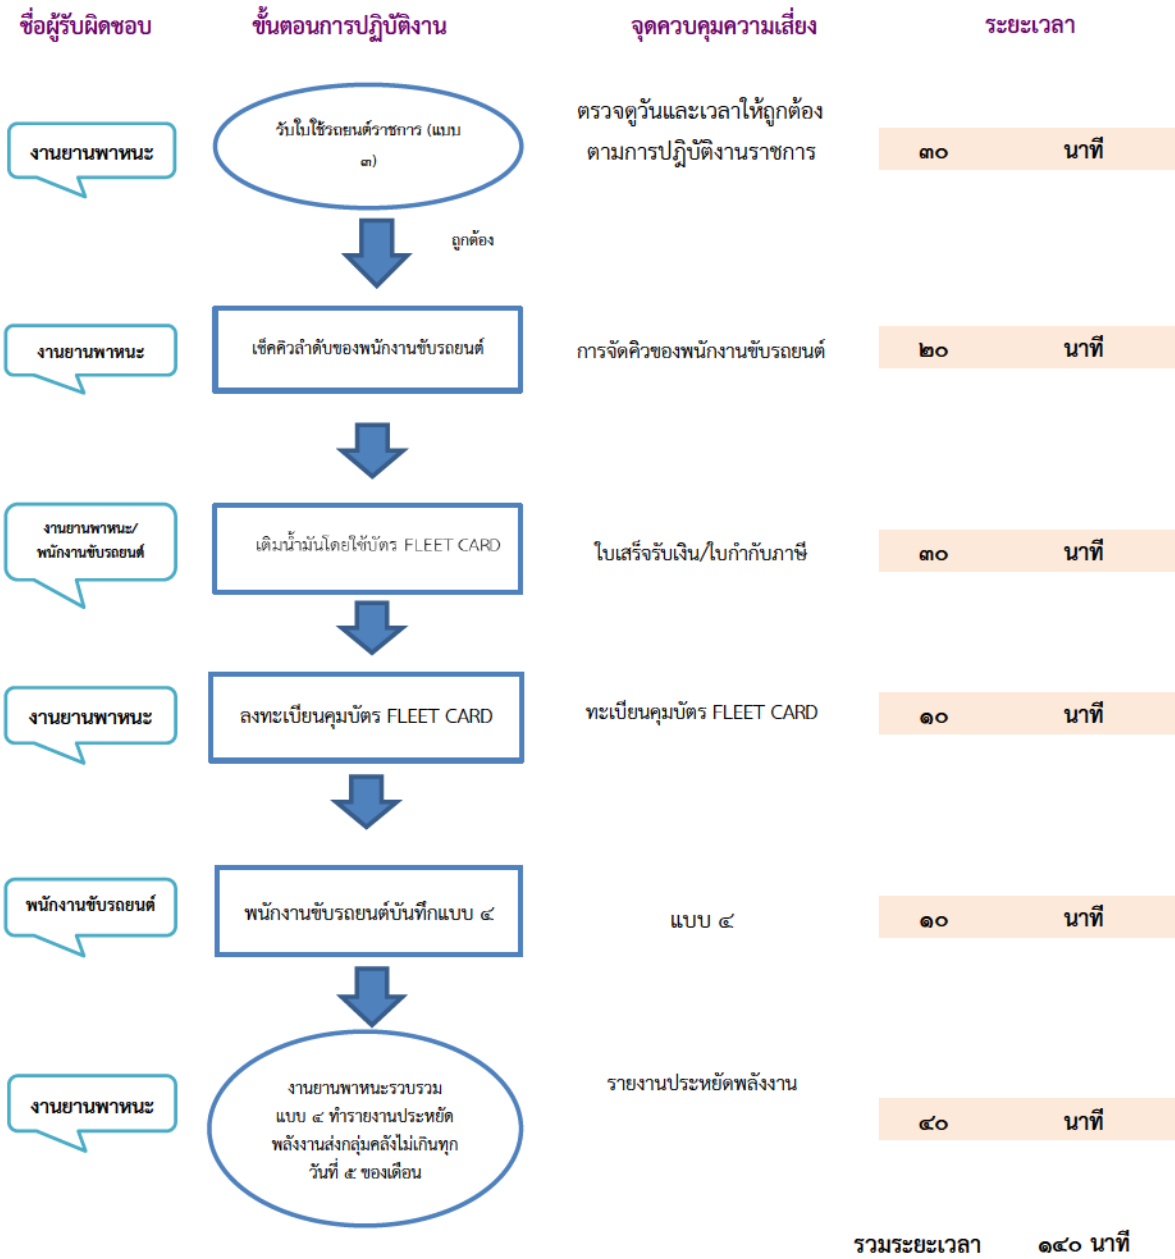 ชื่อผู้รับผิดชอบ ขั้นตอนการปฏิบัติงาน จุดควบคุมความเสี่ยง ระยะเวลา
งานยานพาหนะ
วับใบใช้รถยนต์ราชการ (แบบ
๓)
ตรวจดูวันและเวลาให้ถูกต้อง
ตามการปฏิบัติงานราชการ
๓๐ นาที
ถูกต้อง
งานยานพาหนะ
เช็คคิวลำดับของพนักงานขับรถยนต์
การจัดคิวของพนักงานขับรถยนต์
๒๐ นาที
งานยานพาหนะ/
พนักงานขับรถยนต์
เติมน้ำมันโดยใช้บัตร FLEET CARD
ใบเสร็จรับเงิน/ใบกำกับภาษี
๓๐ นาที
งานยานพาหนะ
ลงทะเบียนคุมบัตร FLEET CARD
ทะเบียนคุมบัตร FLEET CARD
๑๐ นาที
พนักงานขับรถยนต์
พนักงานขับรถยนต์บันทึกแบบ ๔
แบบ ๔
๑๐ นาที
งานยานพาหนะ
งานยานพาหนะรวบรวม
แบบ ๔ ทำรายงานประหยัด
พลังงานส่งกลุ่มคลังไม่เกินทุก
วันที่ ๕ ของเดือน
รายงานประหยัดพลังงาน
๔๐ นาที
รวมระยะเวลา ๑๔๐ นาที